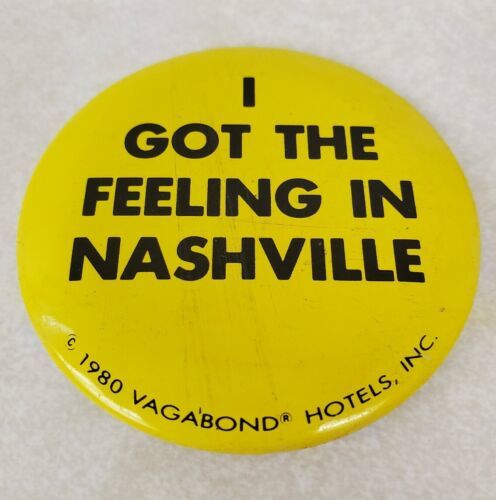 I
GOT THE
FEELING IN
NASHVILLE
© 1980 VAGABOND® HOTELS, INC.